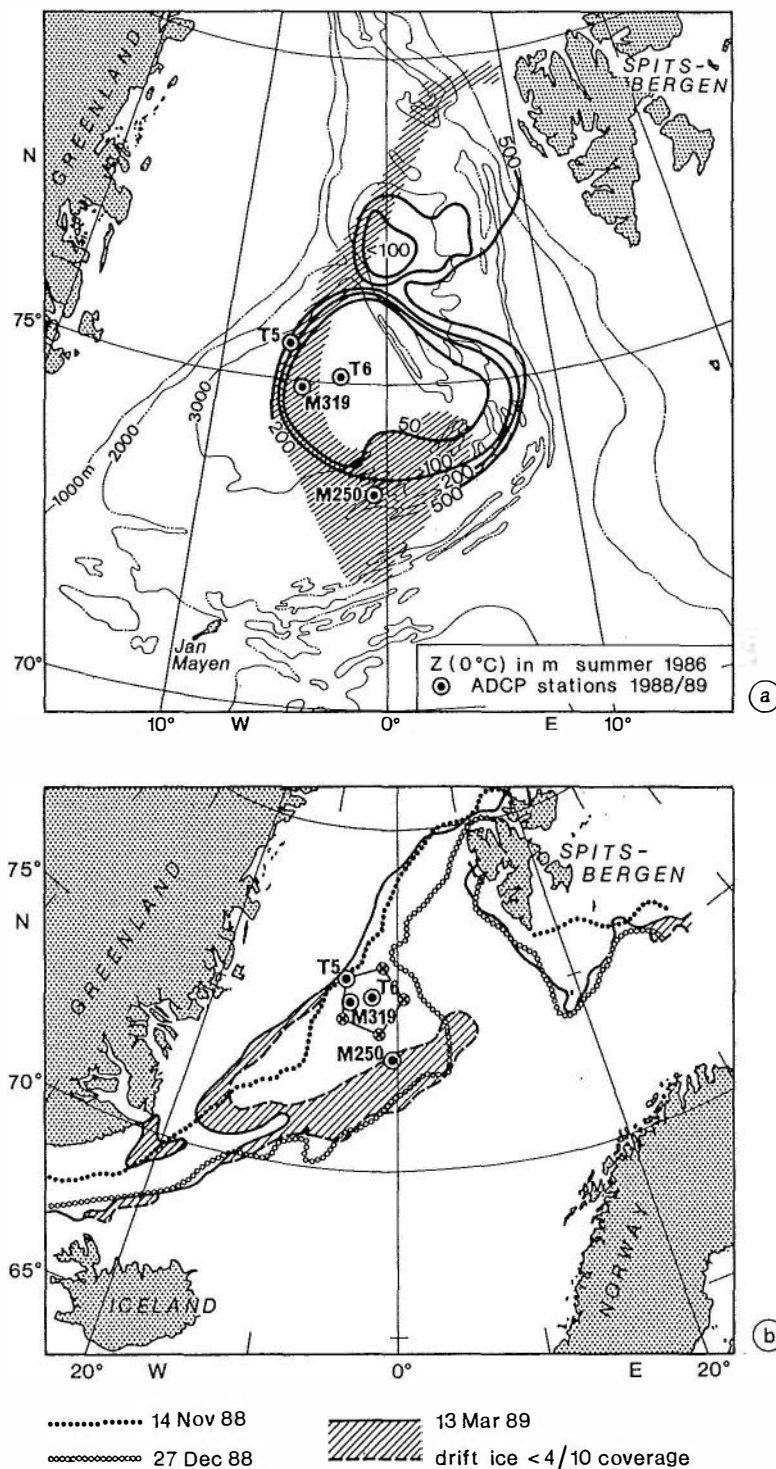 GREENLAND
SPITS-
BERGEN
N
500
<100
75°
T5
T6
M319
3000
2000
1000m
200
50
100
200
500
M250
Jan
Mayen
70°
Z (0°C) in m summer 1986
ADCP stations 1988/89
10° W 0° E 10°
a
75°
N
GREENLAND
SPITS-
BERGEN
T5
T6
M319
M250
70°
65°
ICELAND
NORWAY
b
20° W 0° E 20°
14 Nov 88
13 Mar 89
27 Dec 88
drift ice < 4/10 coverage